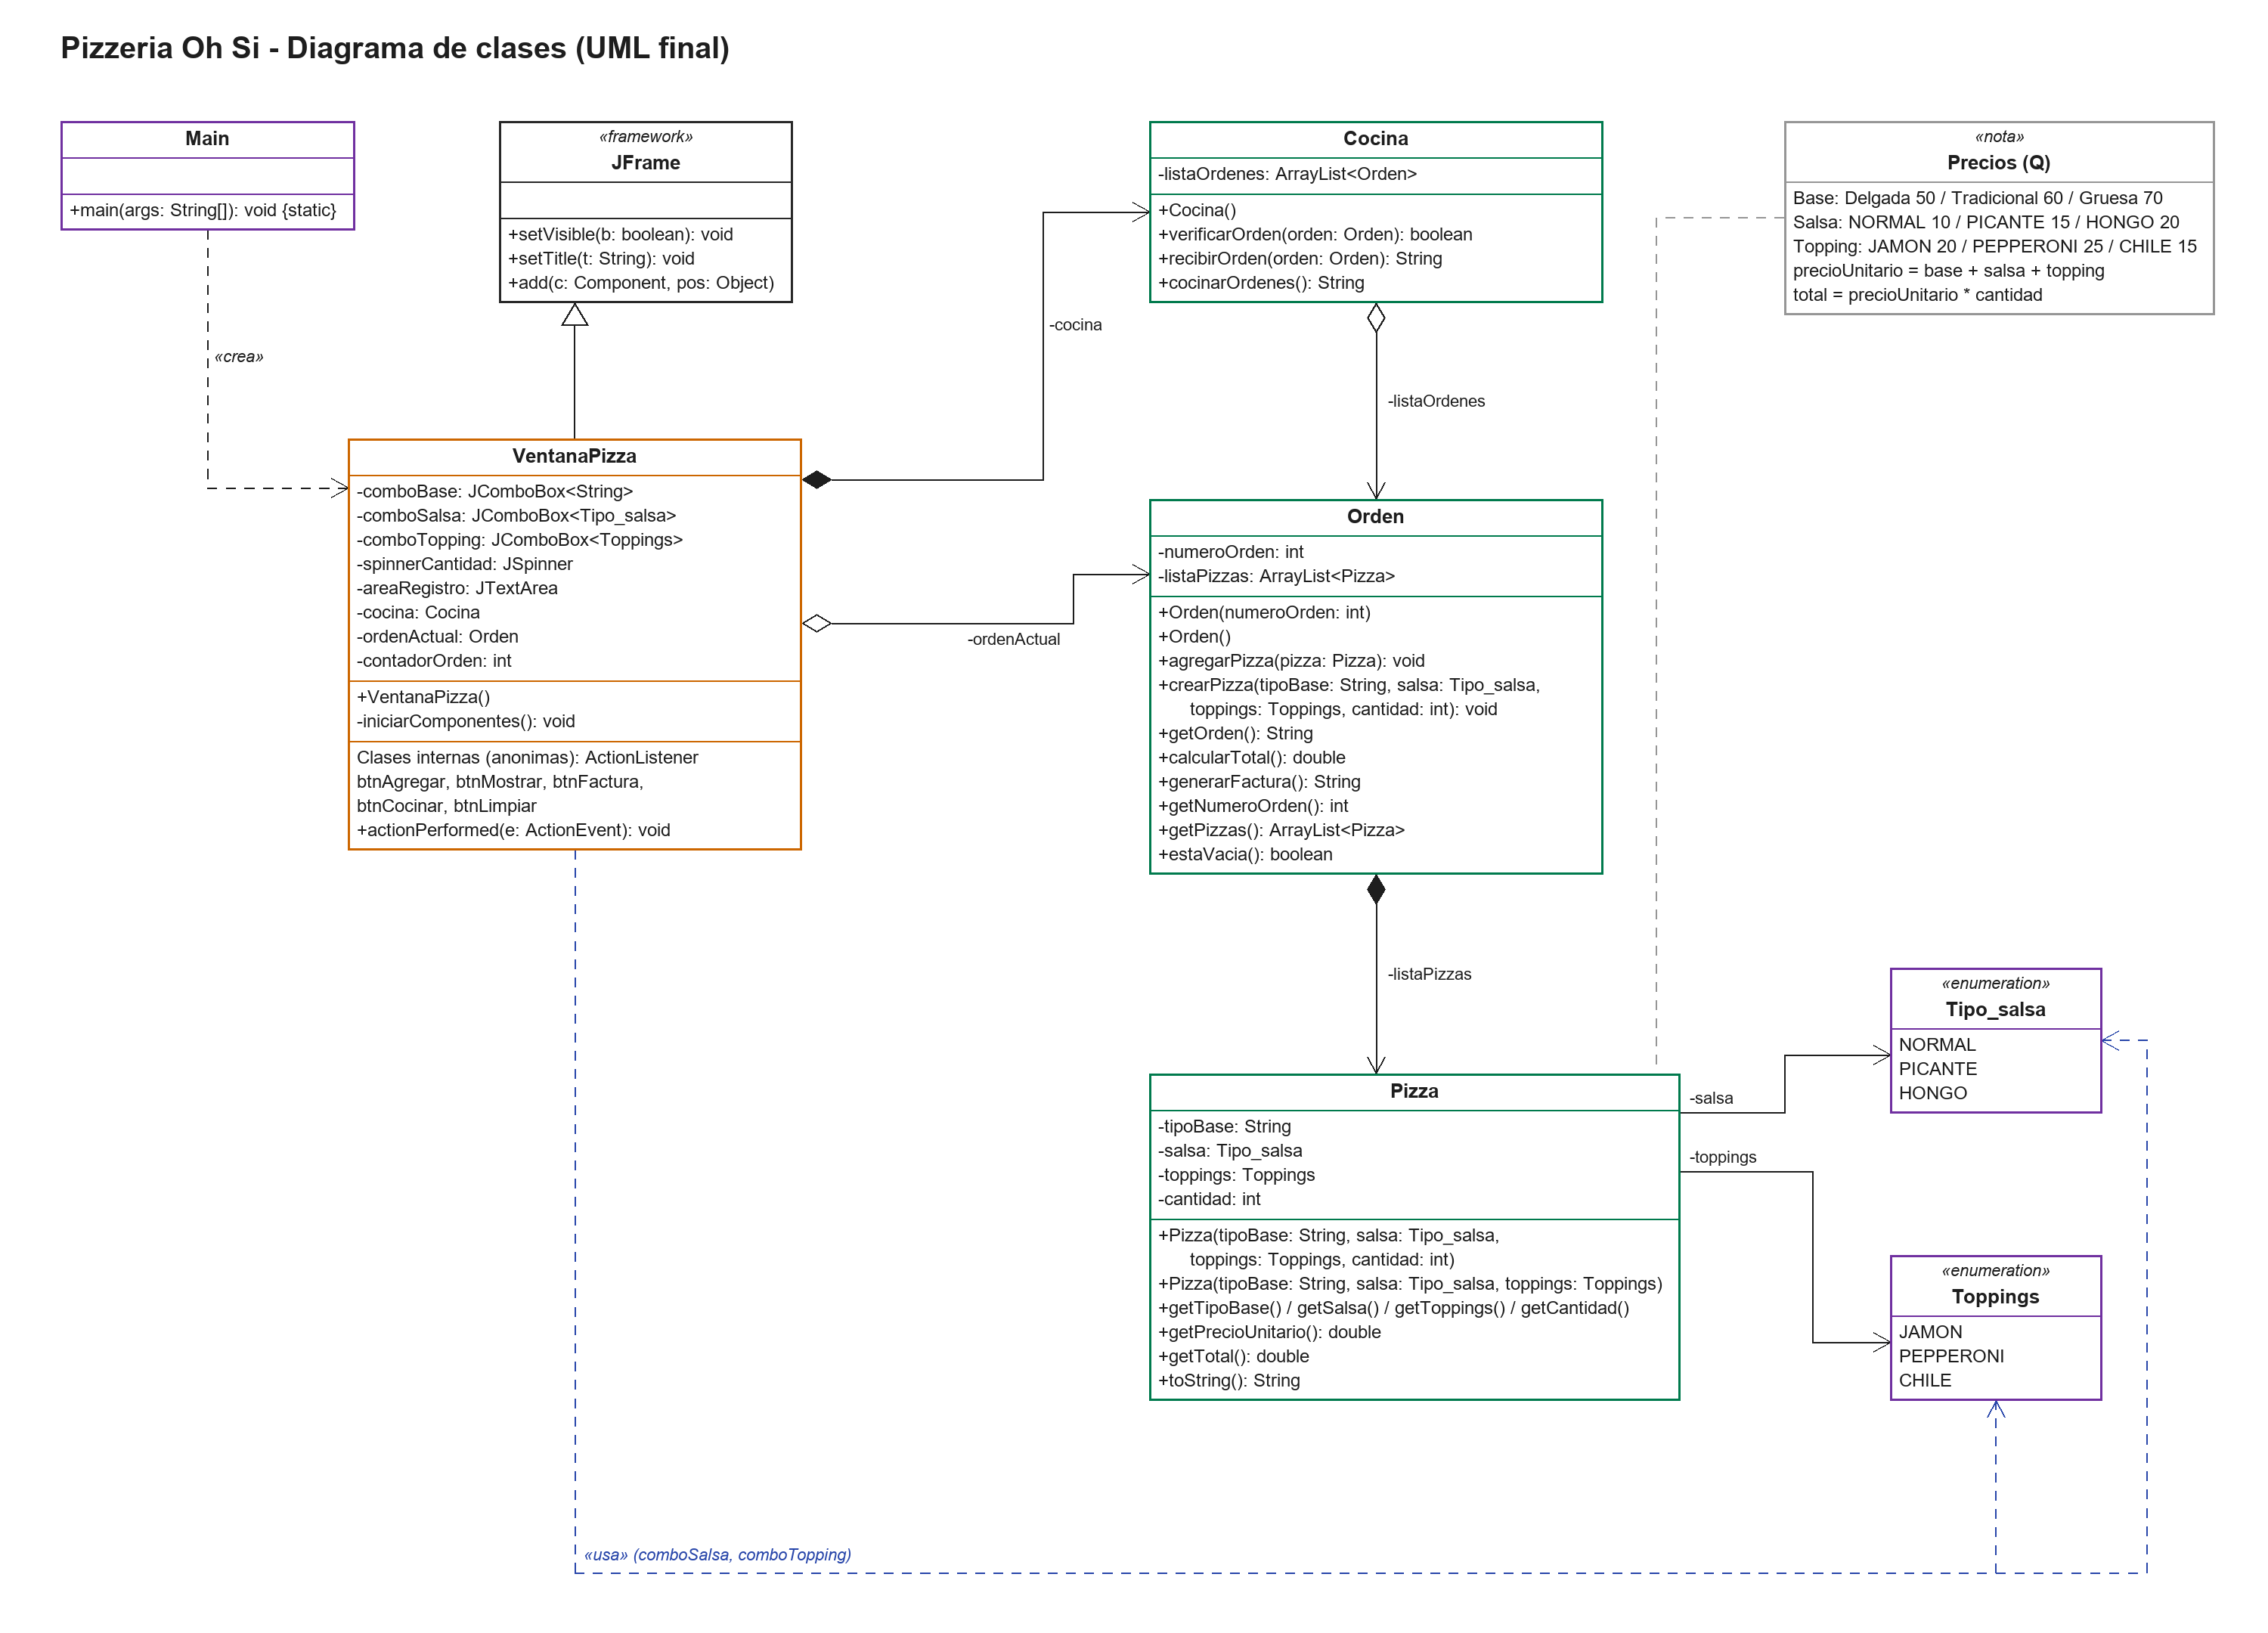 Pizzeria Oh Si - Diagrama de clases (UML final)
Main
+main(args: String[]): void {static}
«crea»
«framework»
JFrame
+setVisible(b: boolean): void
+setTitle(t: String): void
+add(c: Component, pos: Object)
Cocina
-listaOrdenes: ArrayList<Orden>
+Cocina()
+verificarOrden(orden: Orden): boolean
+recibirOrden(orden: Orden): String
+cocinarOrdenes(): String
«nota»
Precios (Q)
Base: Delgada 50 / Tradicional 60 / Gruesa 70
Salsa: NORMAL 10 / PICANTE 15 / HONGO 20
Topping: JAMON 20 / PEPPERONI 25 / CHILE 15
precioUnitario = base + salsa + topping
total = precioUnitario * cantidad
-cocina
-listaOrdenes
VentanaPizza
-comboBase: JComboBox<String>
-comboSalsa: JComboBox<Tipo_salsa>
-comboTopping: JComboBox<Toppings>
-spinnerCantidad: JSpinner
-areaRegistro: JTextArea
-cocina: Cocina
-ordenActual: Orden
-contadorOrden: int
+VentanaPizza()
-iniciarComponentes(): void
Clases internas (anonimas): ActionListener
btnAgregar, btnMostrar, btnFactura,
btnCocinar, btnLimpiar
+actionPerformed(e: ActionEvent): void
-ordenActual
Orden
-numeroOrden: int
-listaPizzas: ArrayList<Pizza>
+Orden(numeroOrden: int)
+Orden()
+agregarPizza(pizza: Pizza): void
+crearPizza(tipoBase: String, salsa: Tipo_salsa,
toppings: Toppings, cantidad: int): void
+getOrden(): String
+calcularTotal(): double
+generarFactura(): String
+getNumeroOrden(): int
+getPizzas(): ArrayList<Pizza>
+estaVacia(): boolean
-listaPizzas
Pizza
-tipoBase: String
-salsa: Tipo_salsa
-toppings: Toppings
-cantidad: int
+Pizza(tipoBase: String, salsa: Tipo_salsa,
toppings: Toppings, cantidad: int)
+Pizza(tipoBase: String, salsa: Tipo_salsa, toppings: Toppings)
+getTipoBase() / getSalsa() / getToppings() / getCantidad()
+getPrecioUnitario(): double
+getTotal(): double
+toString(): String
-salsa
-toppings
«enumeration»
Tipo_salsa
NORMAL
PICANTE
HONGO
«enumeration»
Toppings
JAMON
PEPPERONI
CHILE
«usa» (comboSalsa, comboTopping)